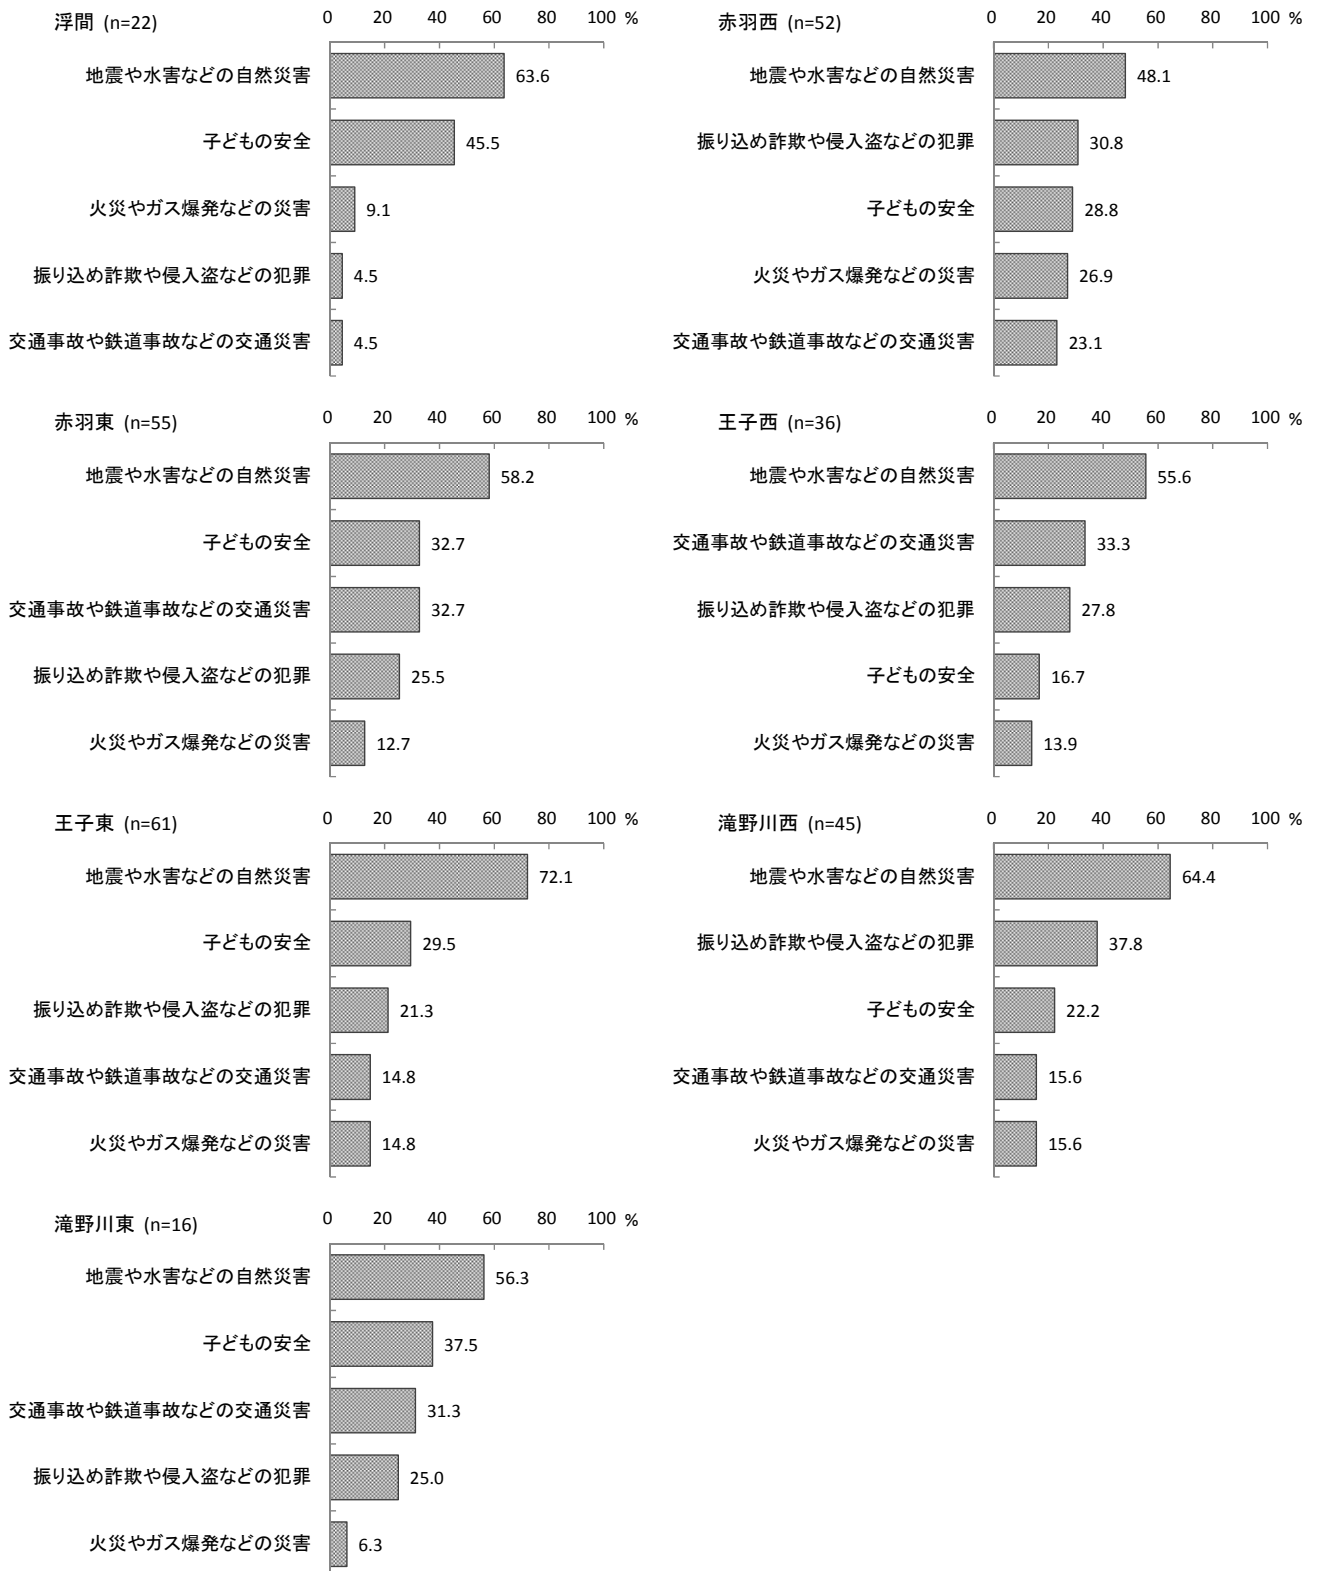 浮間 (n=22)
0 20 40 60 80 100 %
地震や水害などの自然災害 63.6
子どもの安全 45.5
火災やガス爆発などの災害 9.1
振り込め詐欺や侵入盗などの犯罪 4.5
交通事故や鉄道事故などの交通災害 4.5
赤羽西 (n=52)
0 20 40 60 80 100 %
地震や水害などの自然災害 48.1
振り込め詐欺や侵入盗などの犯罪 30.8
子どもの安全 28.8
火災やガス爆発などの災害 26.9
交通事故や鉄道事故などの交通災害 23.1
赤羽東 (n=55)
0 20 40 60 80 100 %
地震や水害などの自然災害 58.2
子どもの安全 32.7
交通事故や鉄道事故などの交通災害 32.7
振り込め詐欺や侵入盗などの犯罪 25.5
火災やガス爆発などの災害 12.7
王子西 (n=36)
0 20 40 60 80 100 %
地震や水害などの自然災害 55.6
交通事故や鉄道事故などの交通災害 33.3
振り込め詐欺や侵入盗などの犯罪 27.8
子どもの安全 16.7
火災やガス爆発などの災害 13.9
王子東 (n=61)
0 20 40 60 80 100 %
地震や水害などの自然災害 72.1
子どもの安全 29.5
振り込め詐欺や侵入盗などの犯罪 21.3
交通事故や鉄道事故などの交通災害 14.8
火災やガス爆発などの災害 14.8
滝野川西 (n=45)
0 20 40 60 80 100 %
地震や水害などの自然災害 64.4
振り込め詐欺や侵入盗などの犯罪 37.8
子どもの安全 22.2
交通事故や鉄道事故などの交通災害 15.6
火災やガス爆発などの災害 15.6
滝野川東 (n=16)
0 20 40 60 80 100 %
地震や水害などの自然災害 56.3
子どもの安全 37.5
交通事故や鉄道事故などの交通災害 31.3
振り込め詐欺や侵入盗などの犯罪 25.0
火災やガス爆発などの災害 6.3